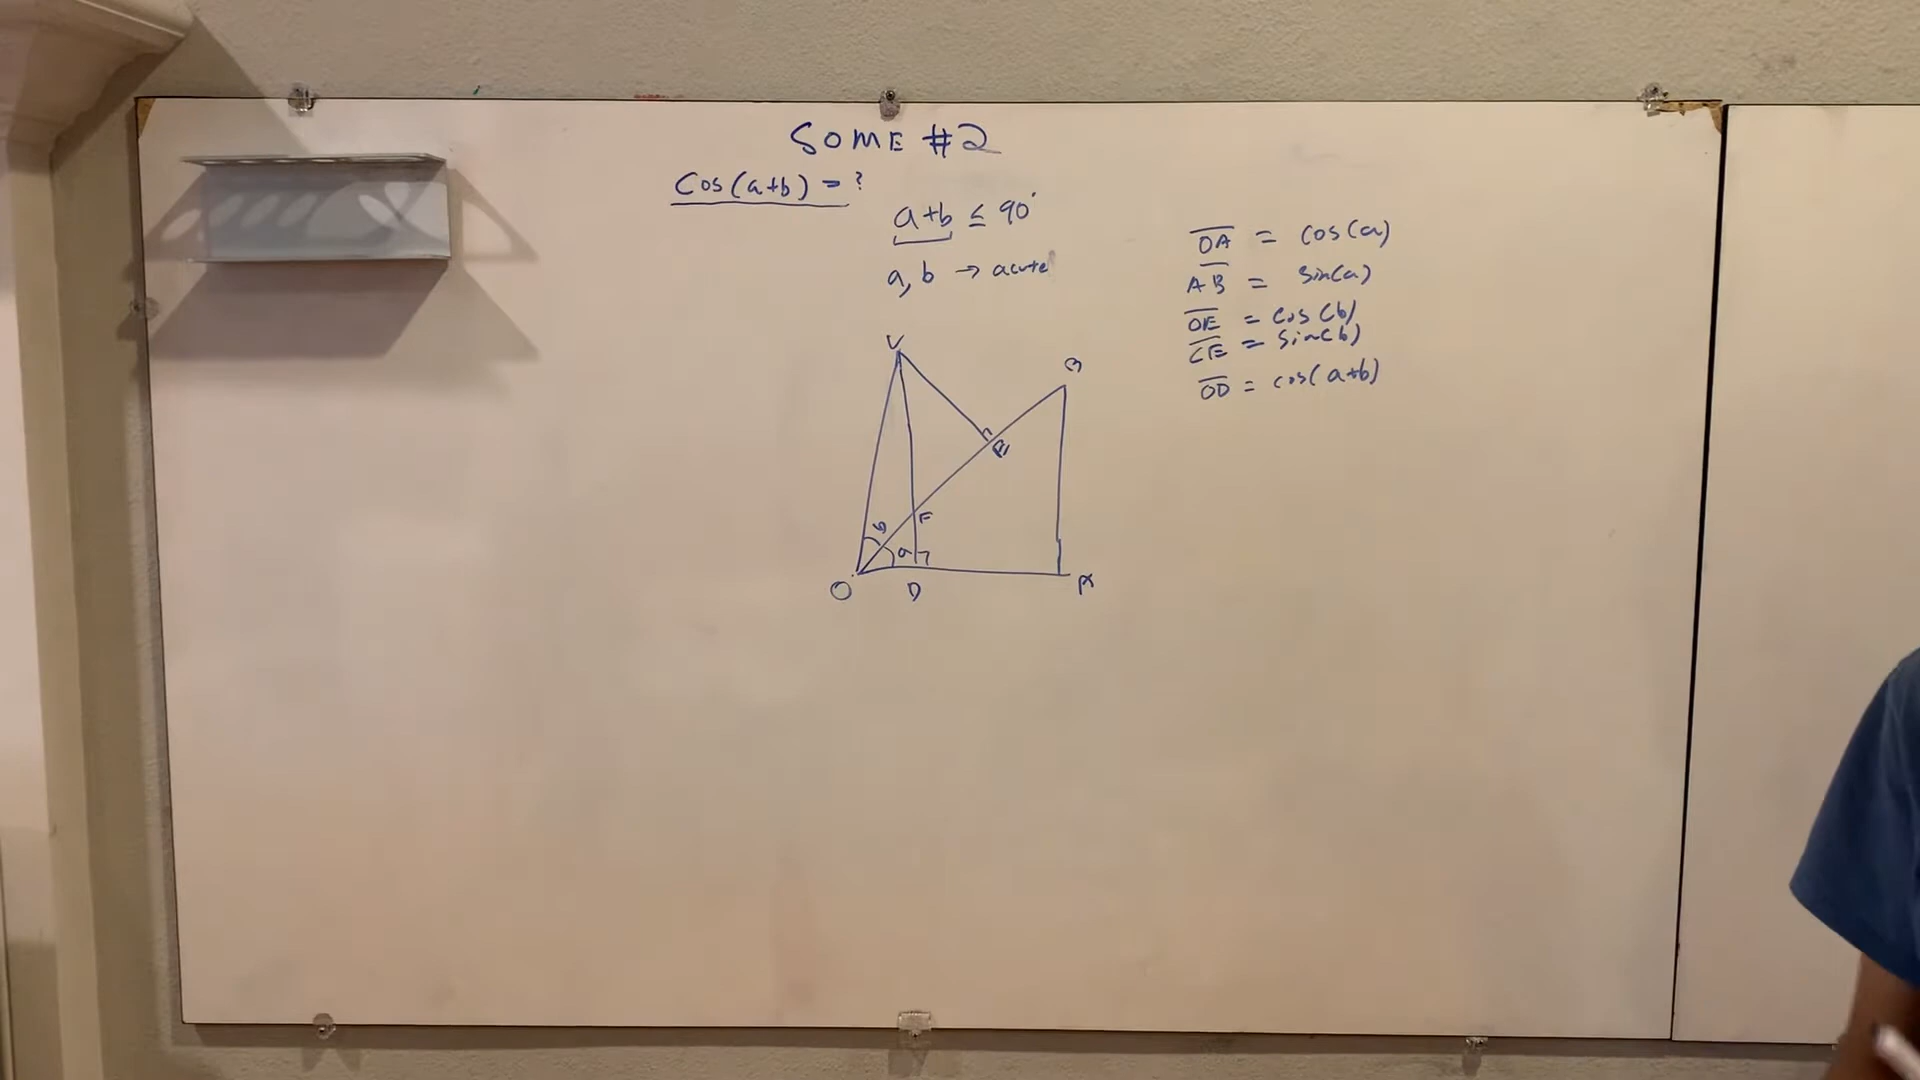 SOME #2
Cos(a+b) = ?
a+b ≤ 90°
a, b → acute
OA = cos(a)
AB = sin(a)
OE = cos(b)
CE = sin(b)
OD = cos(a+b)
B
E
F
b
a
O
D
A